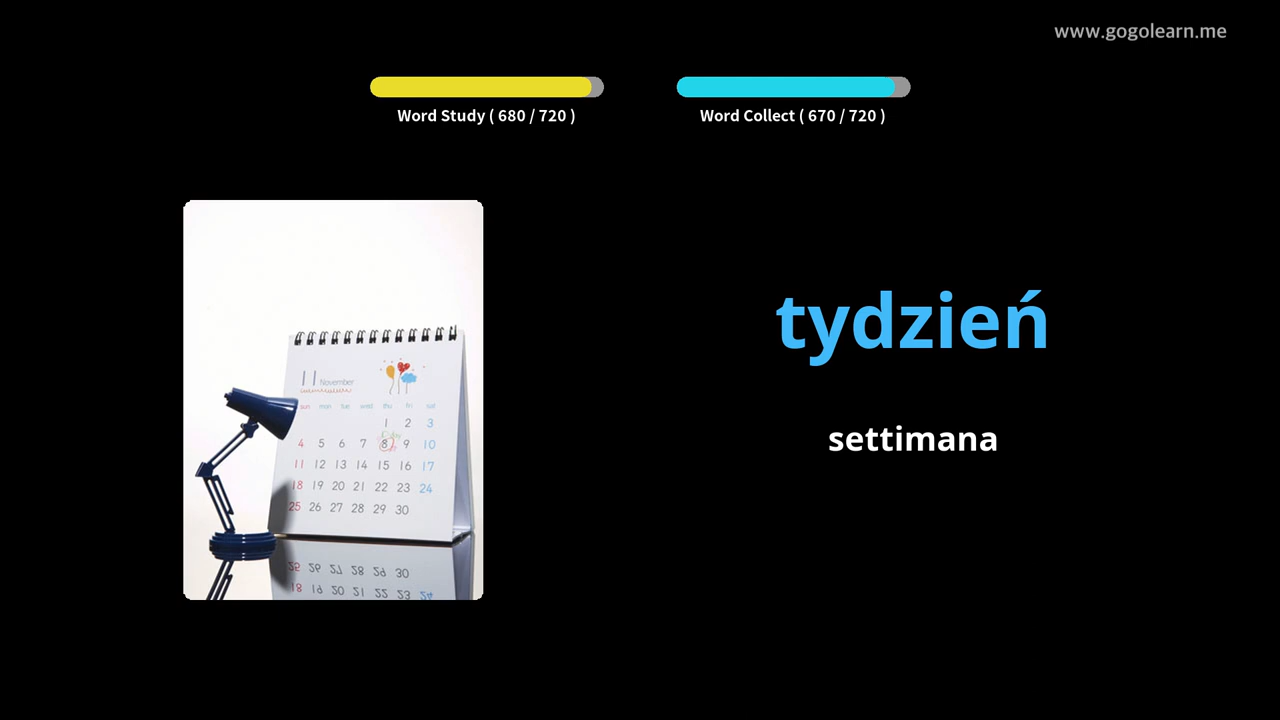 www.gogolearn.me
Word Study ( 680 / 720 )
Word Collect ( 670 / 720 )
11 November
sun mon tue wed thu fri sat
1 2 3
4 5 6 7 8 9 10
11 12 13 14 15 16 17
18 19 20 21 22 23 24
25 26 27 28 29 30
tydzień
settimana